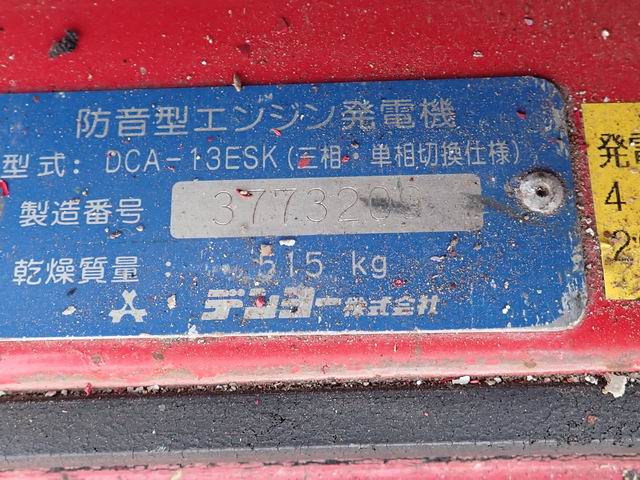 防音型エンジン発電機
型式: DCA-13ESK(三相・単相切換仕様)
製造番号
乾燥質量: 515 kg
デンヨー株式会社
発電
4
2